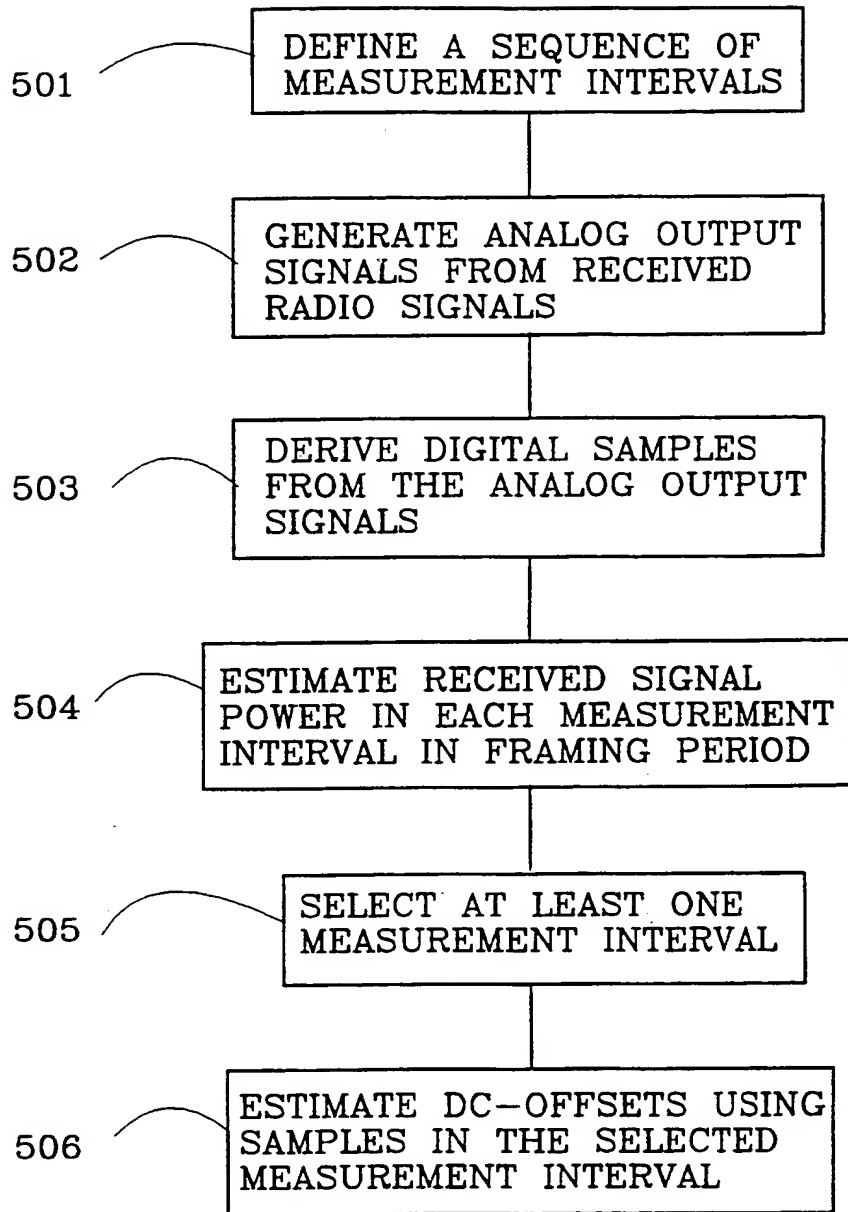 501
DEFINE A SEQUENCE OF
MEASUREMENT INTERVALS
502
GENERATE ANALOG OUTPUT
SIGNALS FROM RECEIVED
RADIO SIGNALS
503
DERIVE DIGITAL SAMPLES
FROM THE ANALOG OUTPUT
SIGNALS
504
ESTIMATE RECEIVED SIGNAL
POWER IN EACH MEASUREMENT
INTERVAL IN FRAMING PERIOD
505
SELECT AT LEAST ONE
MEASUREMENT INTERVAL
506
ESTIMATE DC-OFFSETS USING
SAMPLES IN THE SELECTED
MEASUREMENT INTERVAL